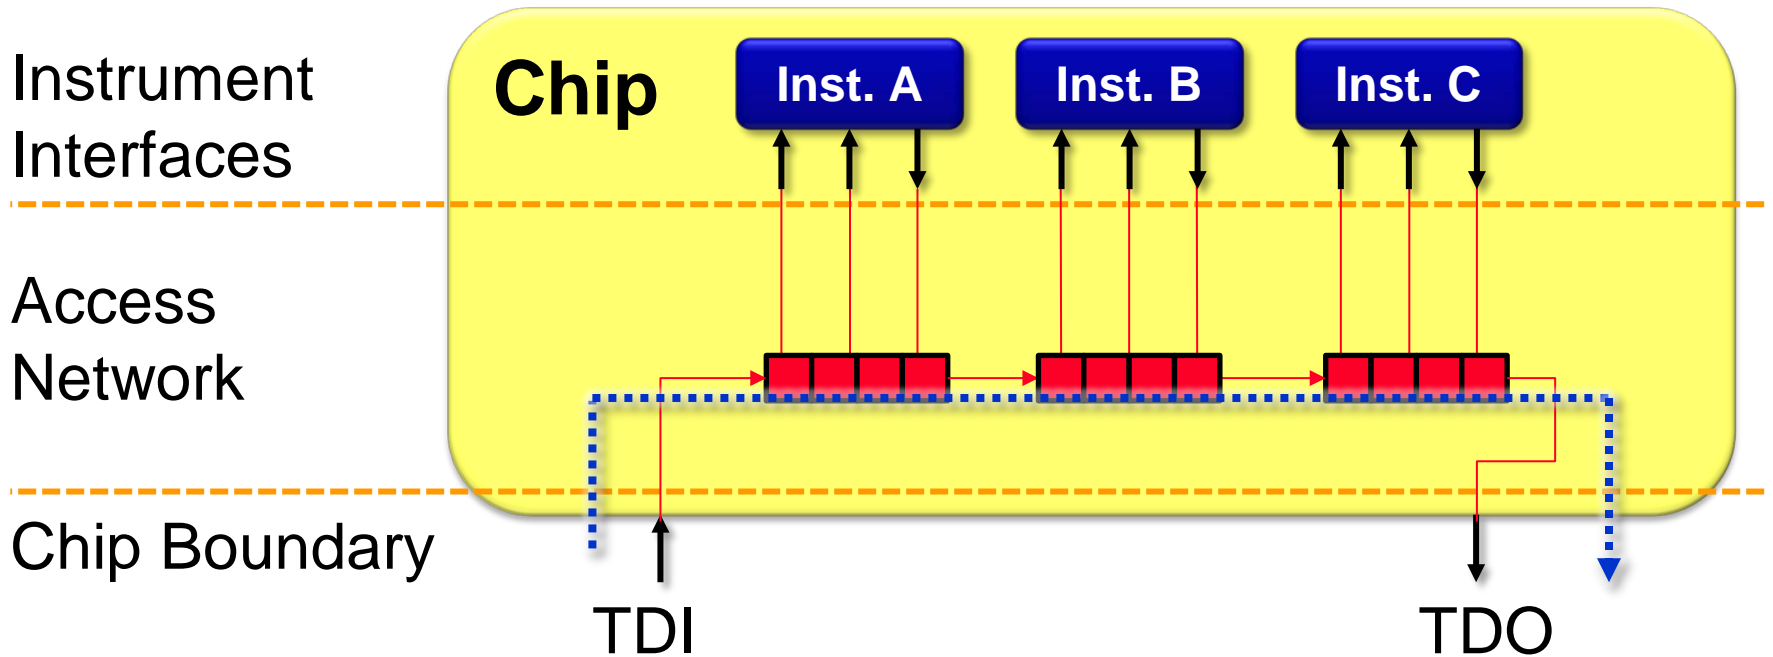 Instrument
Interfaces
Chip
Inst. A
Inst. B
Inst. C
Access
Network
Chip Boundary
TDI
TDO